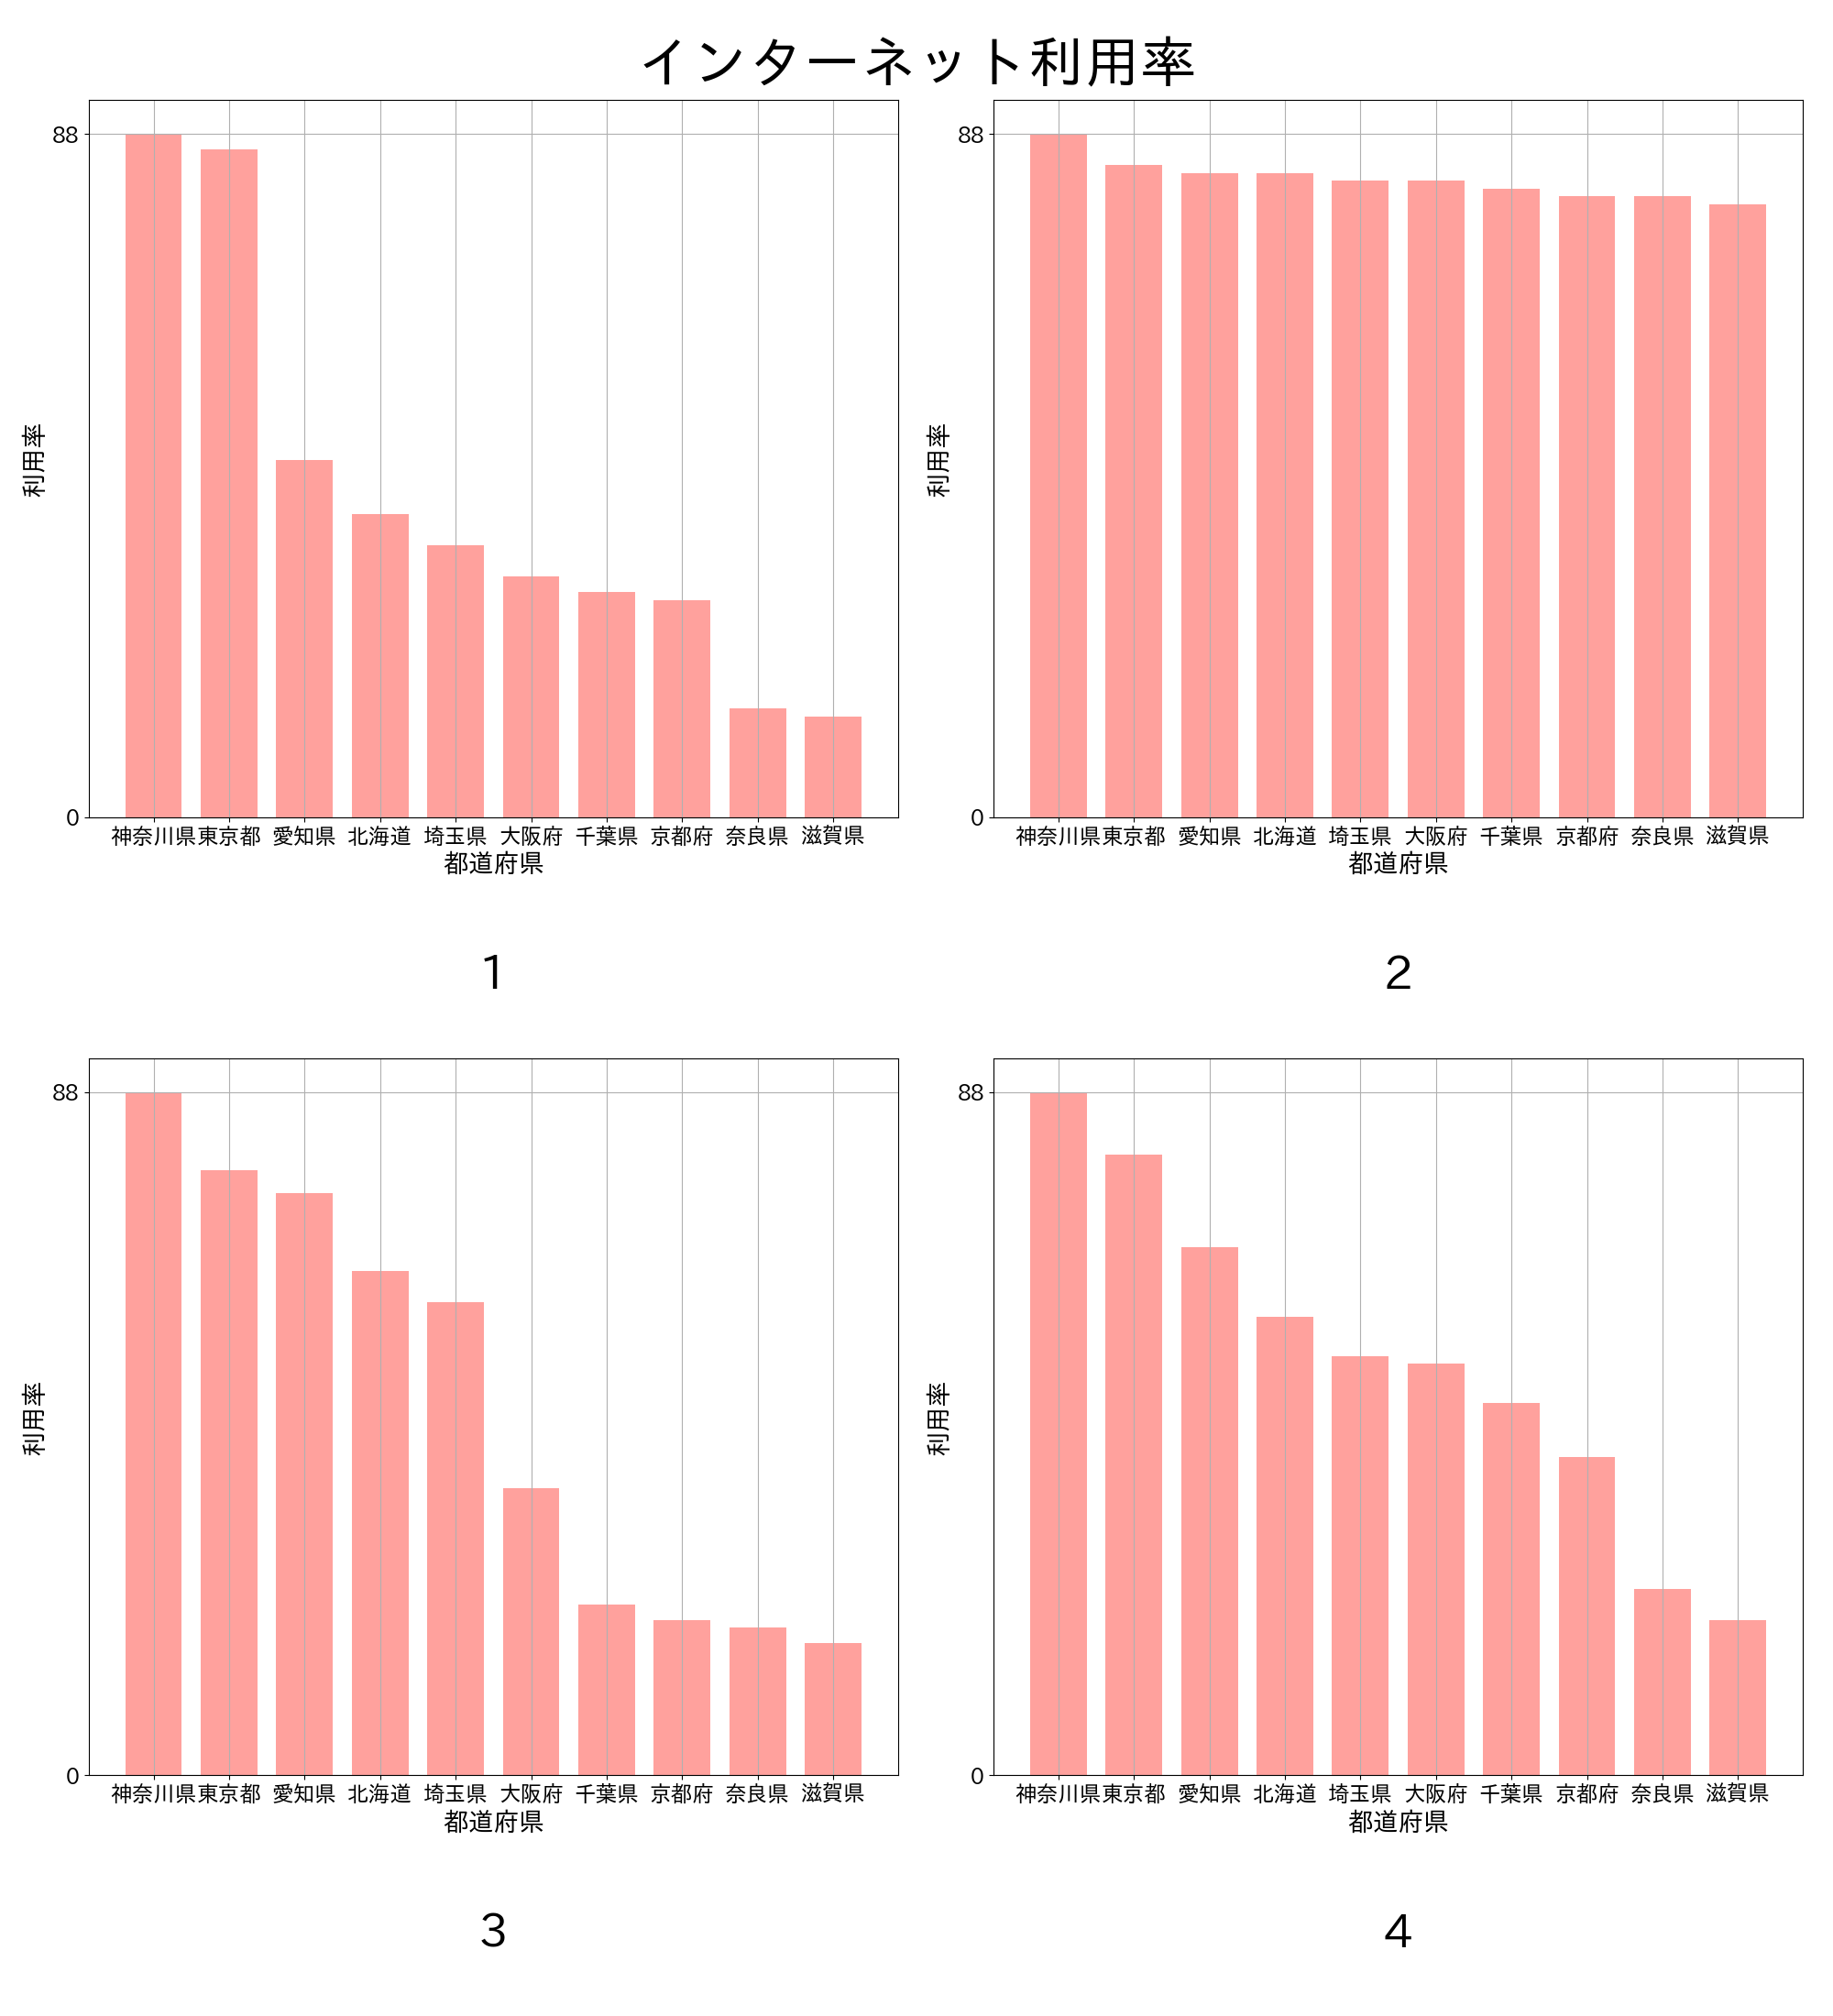 インターネット利用率
88
利用率
0
神奈川県 東京都 愛知県 北海道 埼玉県 大阪府 千葉県 京都府 奈良県 滋賀県
都道府県
1
88
利用率
0
神奈川県 東京都 愛知県 北海道 埼玉県 大阪府 千葉県 京都府 奈良県 滋賀県
都道府県
2
88
利用率
0
神奈川県 東京都 愛知県 北海道 埼玉県 大阪府 千葉県 京都府 奈良県 滋賀県
都道府県
3
88
利用率
0
神奈川県 東京都 愛知県 北海道 埼玉県 大阪府 千葉県 京都府 奈良県 滋賀県
都道府県
4